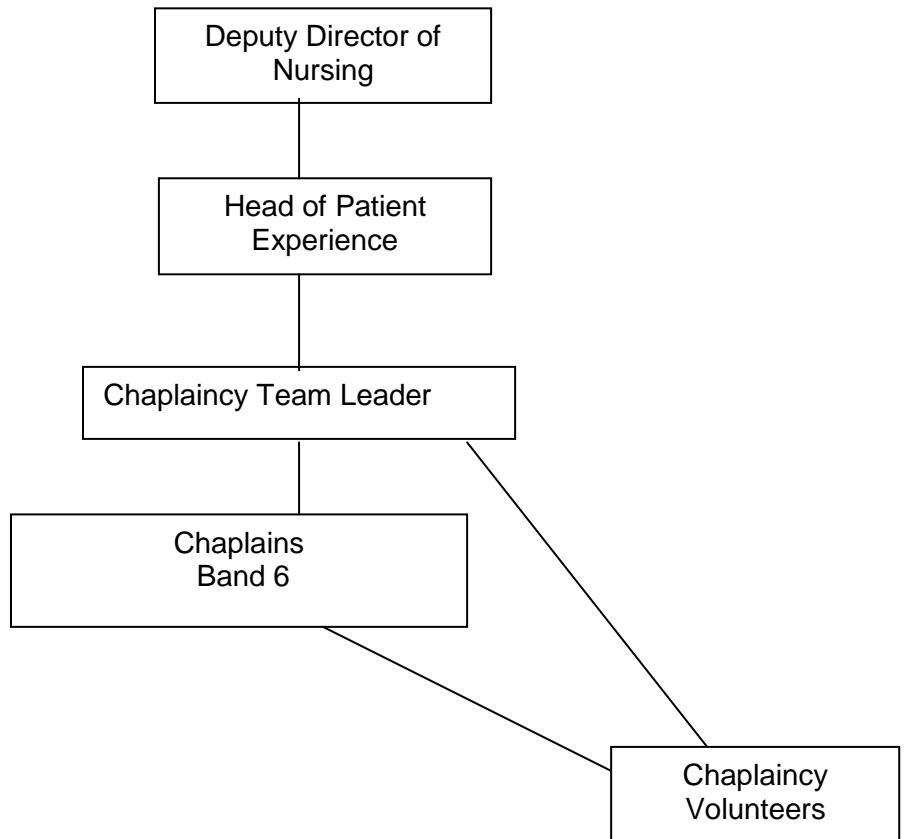 Deputy Director of
Nursing
Head of Patient
Experience
Chaplaincy Team Leader
Chaplains
Band 6
Chaplaincy
Volunteers